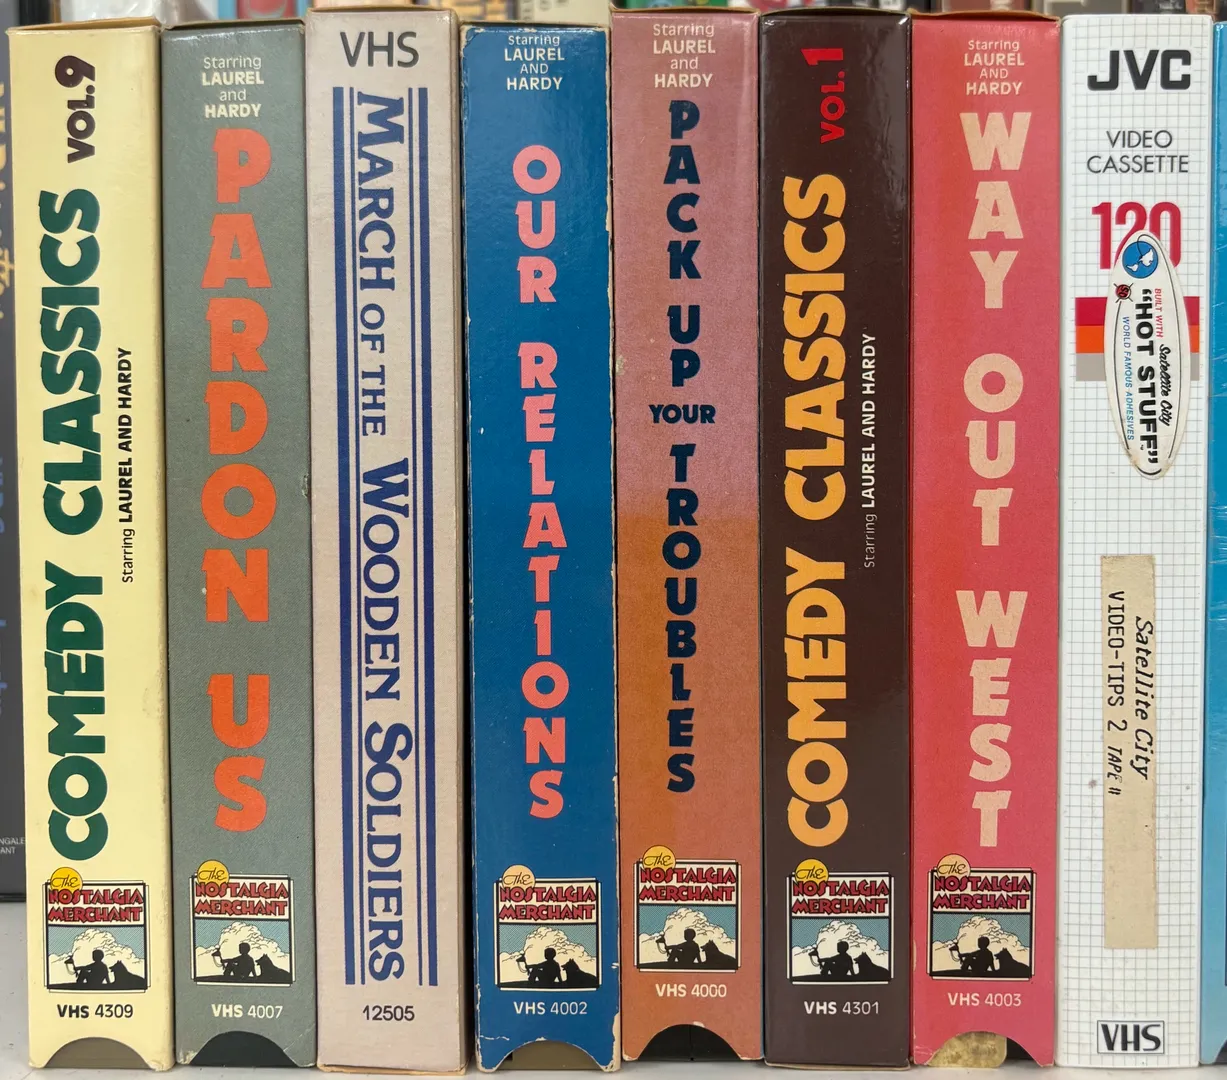 VOL.9
COMEDY CLASSICS
Starring LAUREL AND HARDY
The
NOSTALGIA
MERCHANT
VHS 4309
Starring
LAUREL
and
HARDY
PARDON US
The
NOSTALGIA
MERCHANT
VHS 4007
VHS
MARCH OF THE WOODEN SOLDIERS
12505
Starring
LAUREL
AND
HARDY
OUR RELATIONS
The
NOSTALGIA
MERCHANT
VHS 4002
Starring
LAUREL
and
HARDY
PACK UP
YOUR
TROUBLES
The
NOSTALGIA
MERCHANT
VHS 4000
VOL.1
COMEDY CLASSICS
Starring LAUREL AND HARDY
The
NOSTALGIA
MERCHANT
VHS 4301
Starring
LAUREL
AND
HARDY
WAY OUT WEST
The
NOSTALGIA
MERCHANT
VHS 4003
JVC
VIDEO
CASSETTE
120
BUILT WITH Satellite City
"HOT STUFF"
WORLD FAMOUS ADHESIVES
Satellite City
VIDEO-TIPS 2 TAPE II
VHS